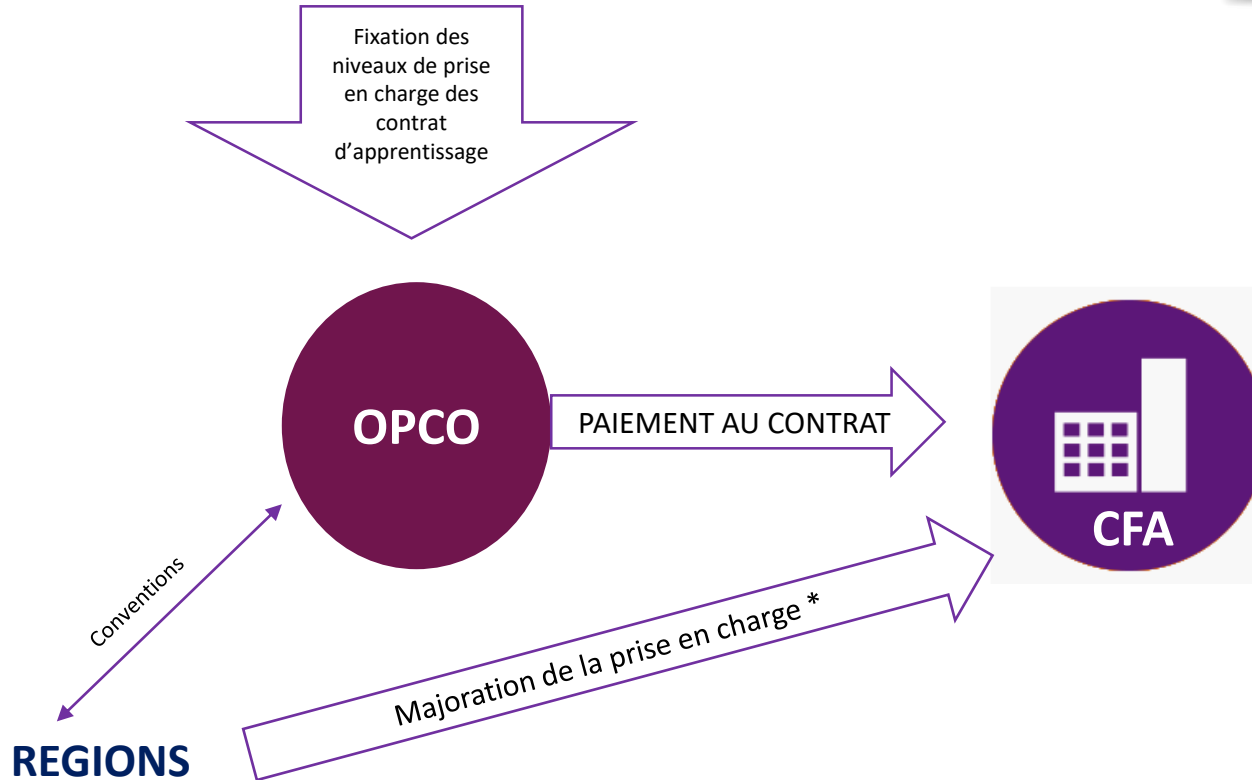 Fixation des
niveaux de prise
en charge des
contrat
d’apprentissage
OPCO
PAIEMENT AU CONTRAT
CFA
Conventions
Majoration de la prise en charge *
REGIONS